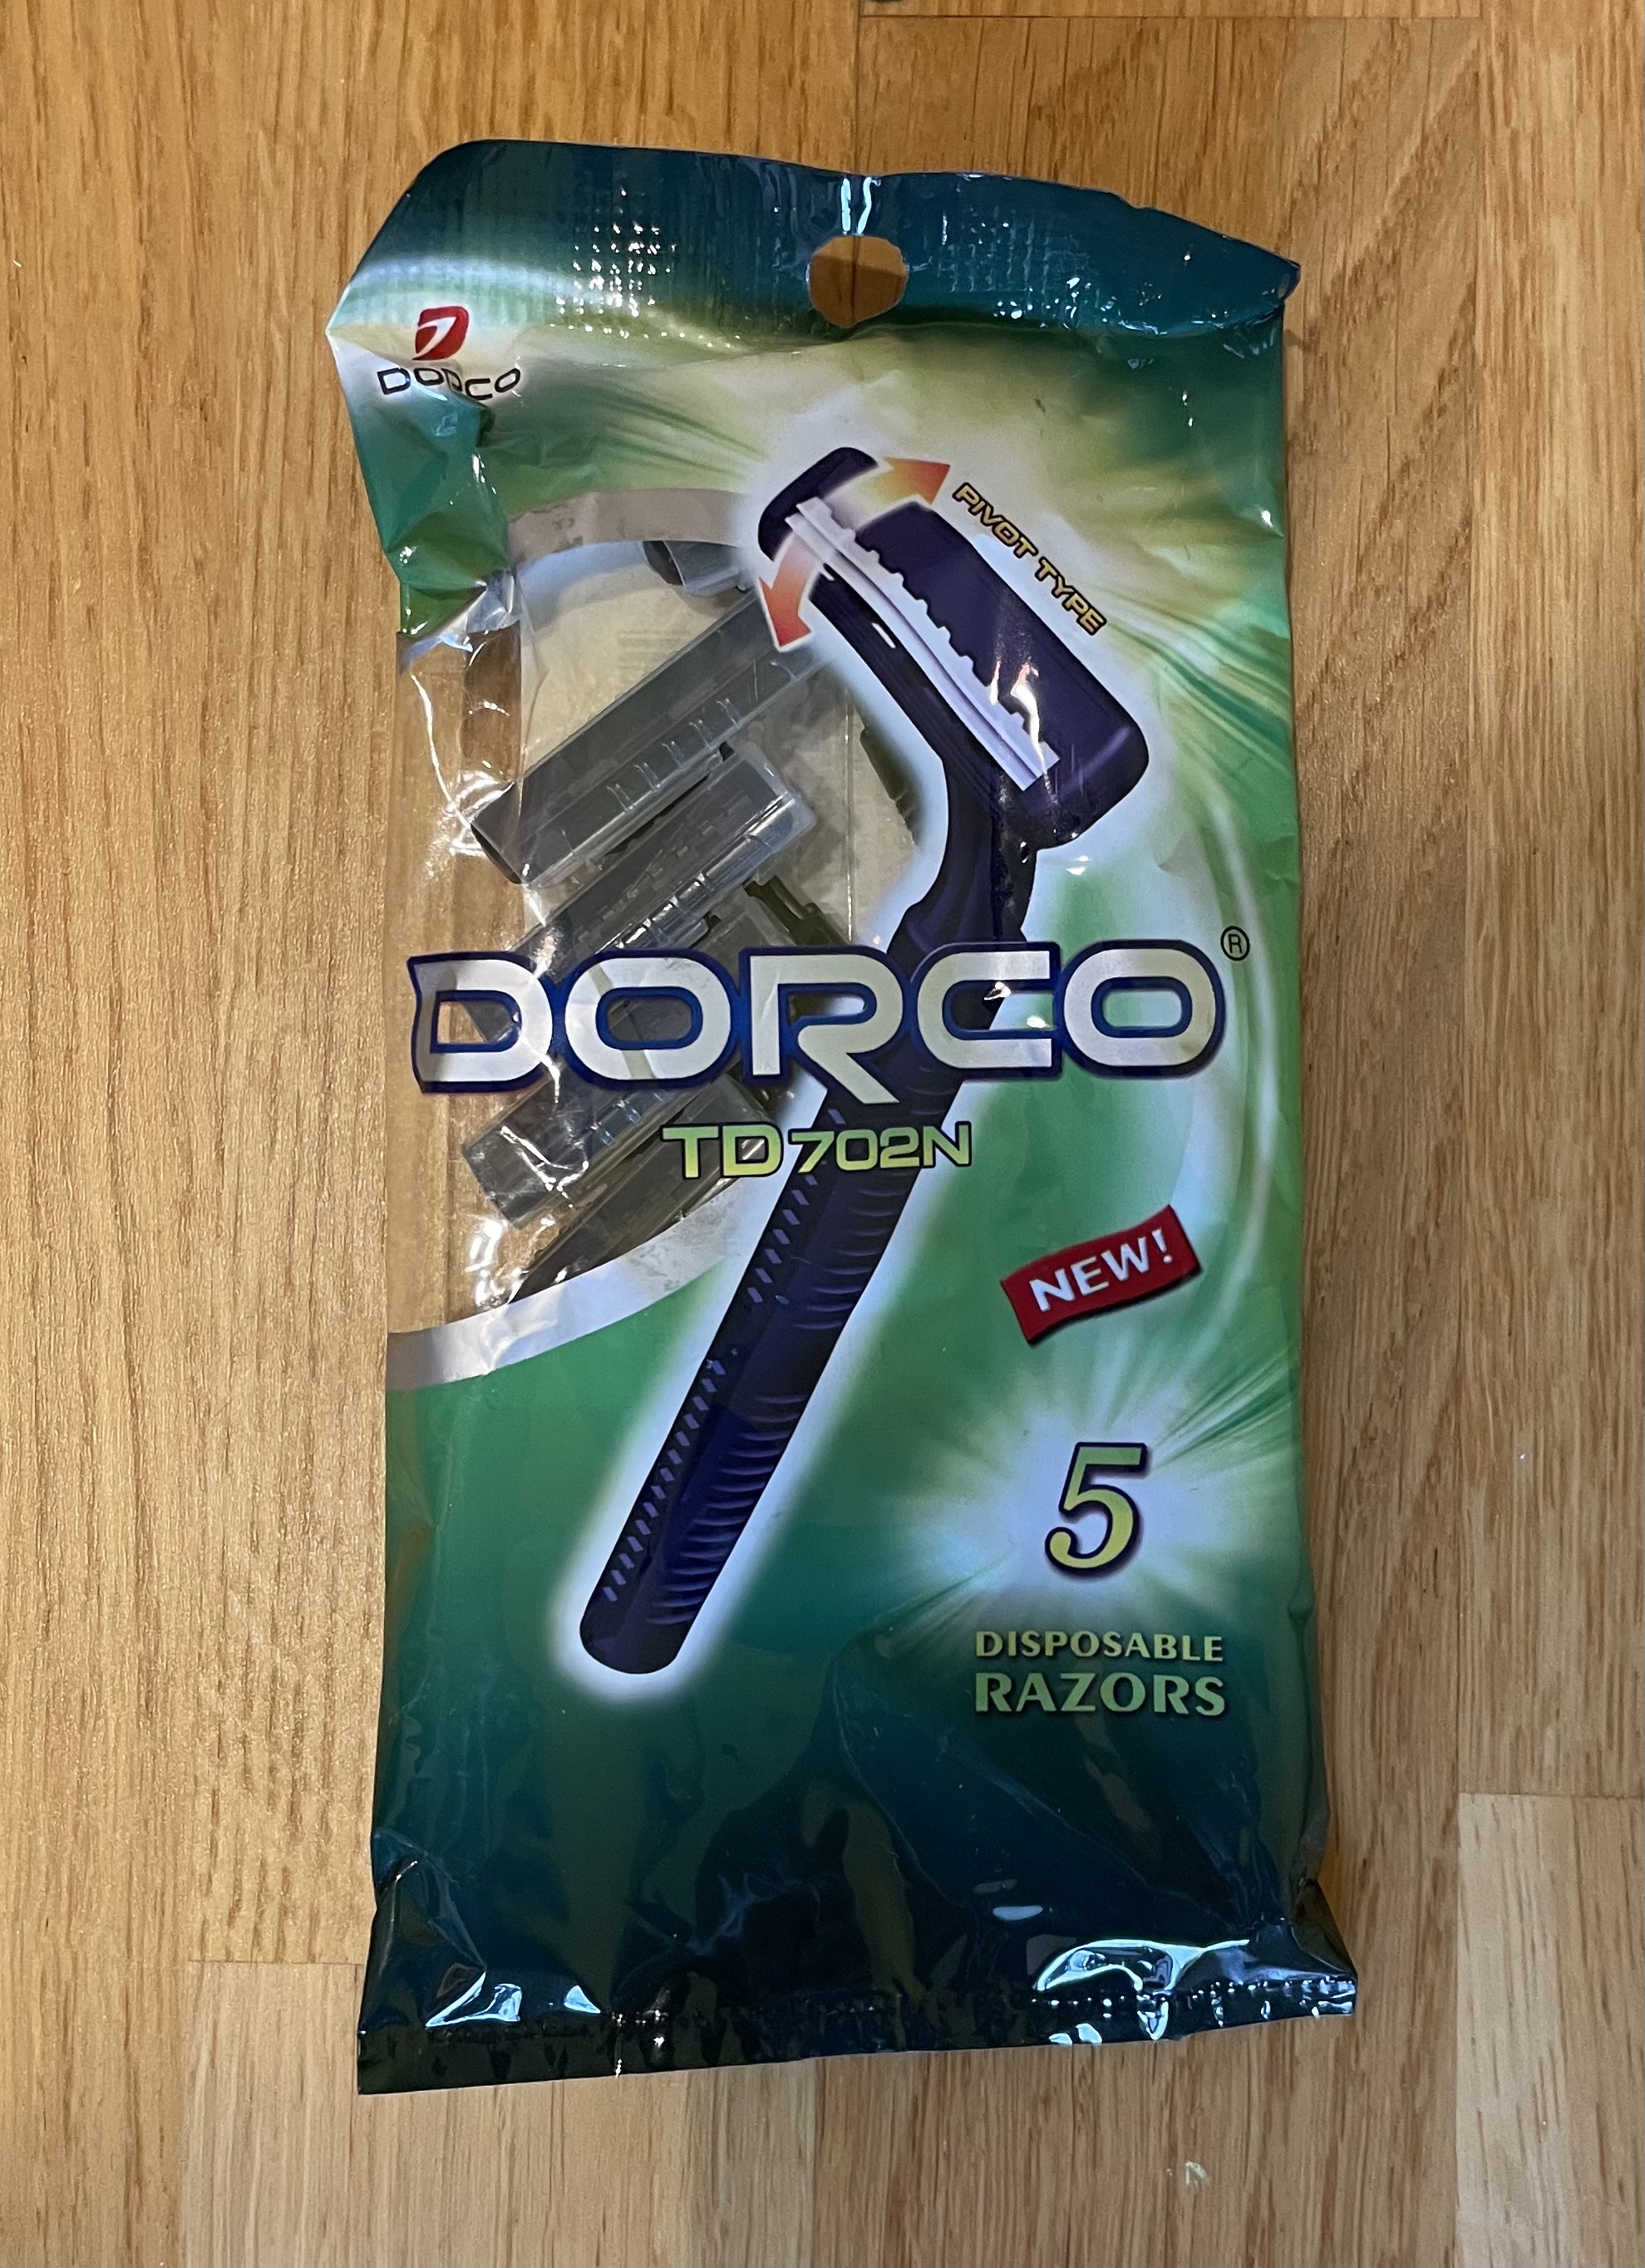 DORCO
PIVOT TYPE
DORCO®
TD702N
NEW!
5
DISPOSABLE
RAZORS